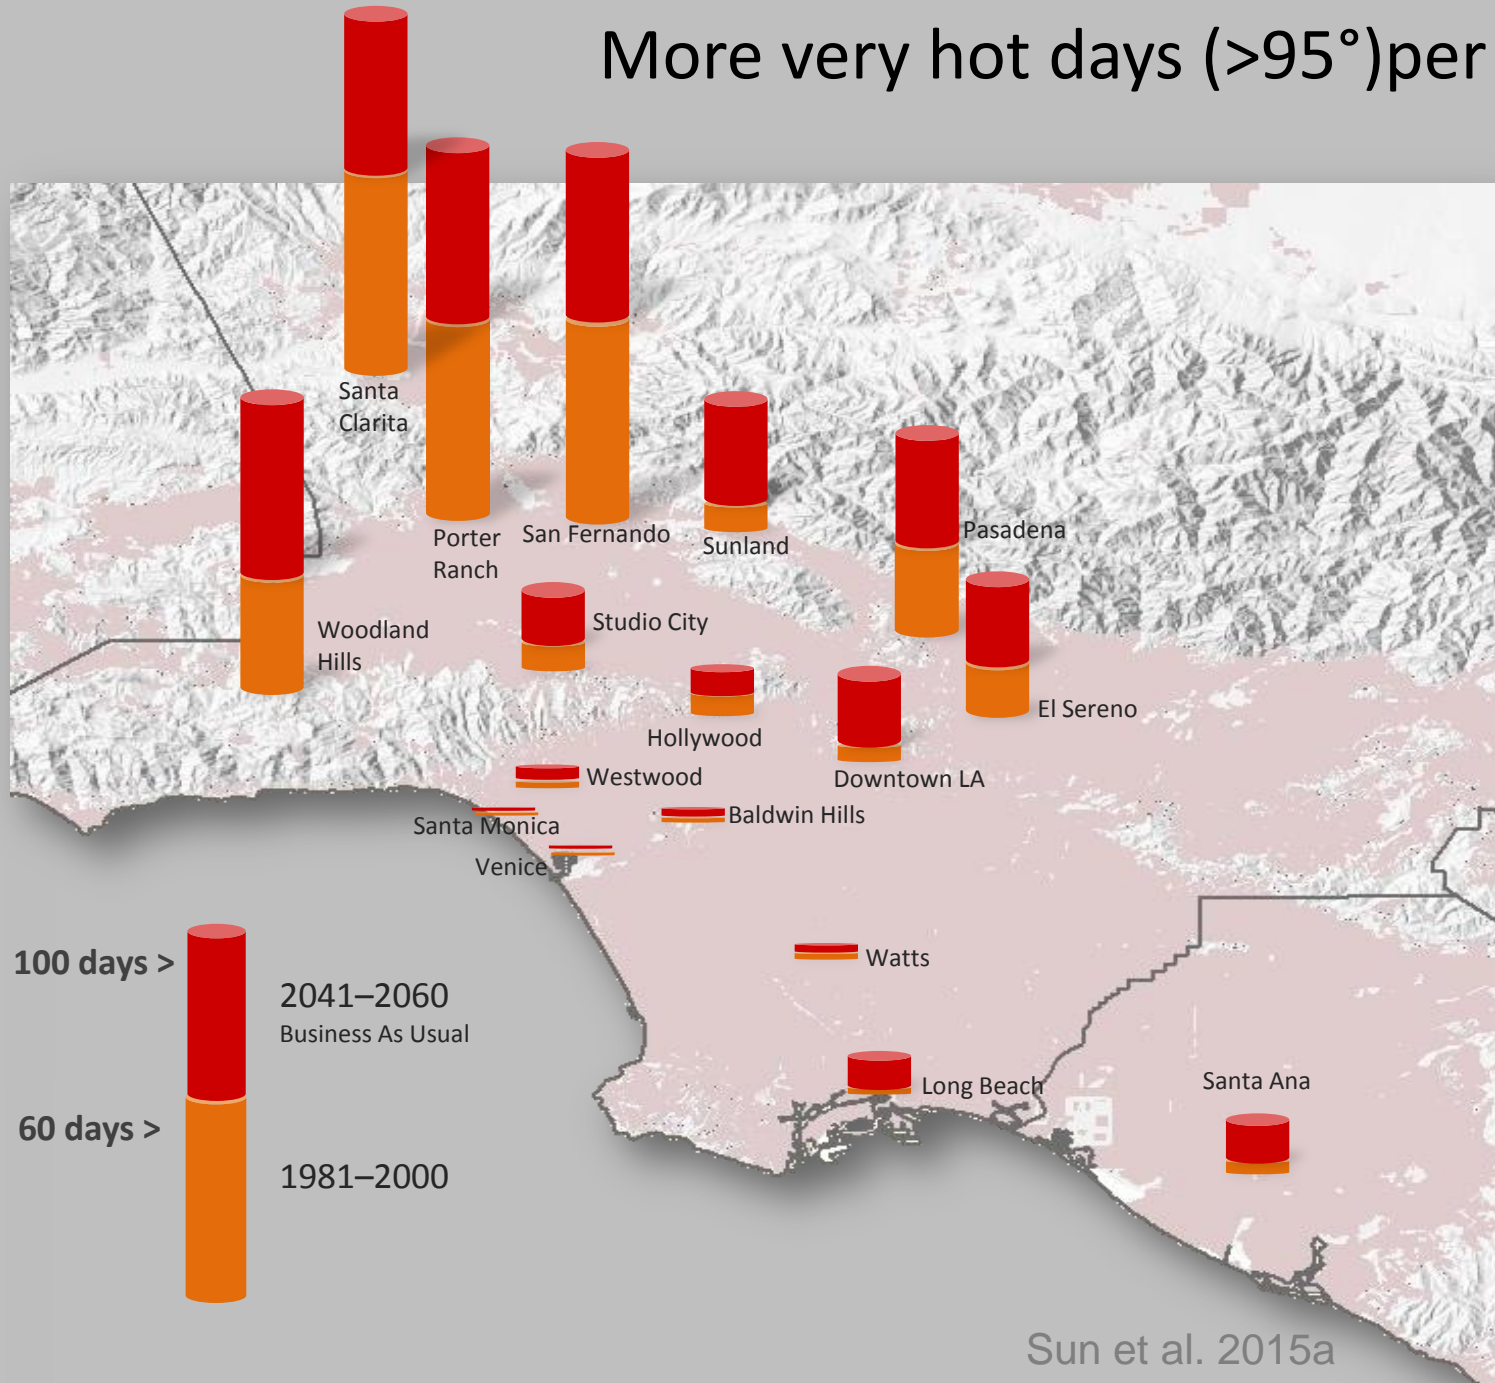 More very hot days (>95°)per
Santa
Clarita
Porter
Ranch
San Fernando
Sunland
Pasadena
Woodland
Hills
Studio City
El Sereno
Hollywood
Downtown LA
Westwood
Santa Monica
Baldwin Hills
Venice
Watts
100 days >
2041–2060
Business As Usual
60 days >
1981–2000
Long Beach
Santa Ana
Sun et al. 2015a